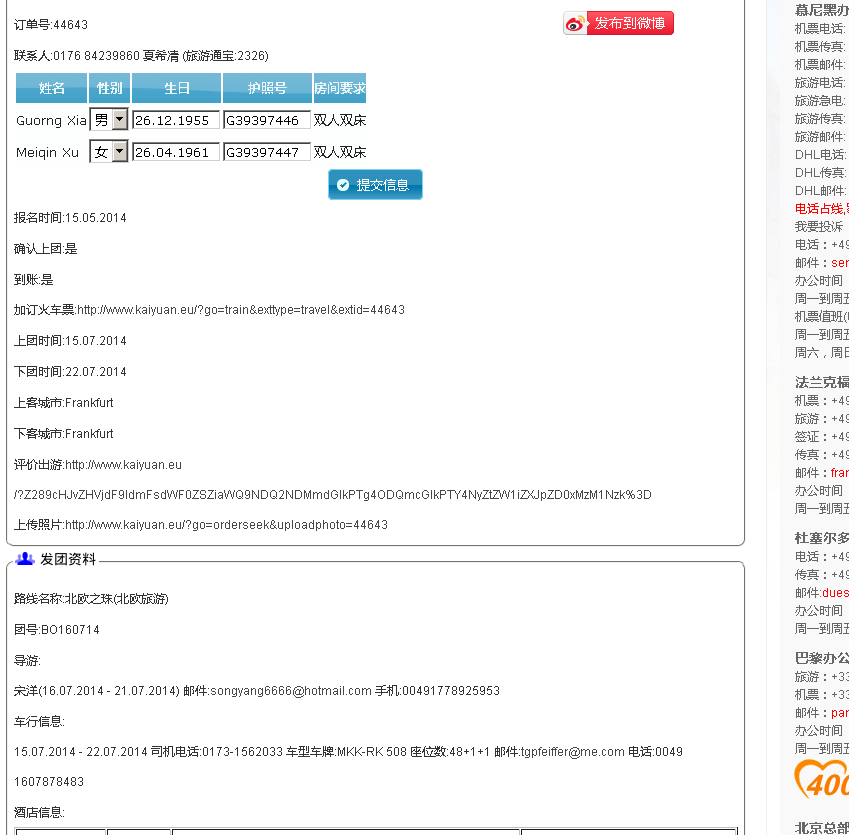 订单号:44643
发布到微博
联系人:0176 84239860 夏希清 (旅游通宝:2326)
姓名 性别 生日 护照号 房间要求
Guorng Xia 男 26.12.1955 G39397446 双人双床
Meiqin Xu 女 26.04.1961 G39397447 双人双床
提交信息
报名时间:15.05.2014
确认上团:是
到账:是
加订火车票:http://www.kaiyuan.eu/?go=train&exttype=travel&extid=44643
上团时间:15.07.2014
下团时间:22.07.2014
上客城市:Frankfurt
下客城市:Frankfurt
评价出游:http://www.kaiyuan.eu
/?Z289cHJvZHVjdF9ldmFsdWF0ZSZiaWQ9NDQ2NDMmdGlkPTg4ODQmcGlkPTY4NyZtZW1iZXJpZD0xMzM1Nzk%3D
上传照片:http://www.kaiyuan.eu/?go=orderseek&uploadphoto=44643
发团资料
路线名称:北欧之珠(北欧旅游)
团号:BO160714
导游:
宋洋(16.07.2014 - 21.07.2014) 邮件:songyang6666@hotmail.com 手机:00491778925953
车行信息:
15.07.2014 - 22.07.2014 司机电话:0173-1562033 车型车牌:MKK-RK 508 座位数:48+1+1 邮件:tgpfeiffer@me.com 电话:0049
1607878483
酒店信息:
慕尼黑办
机票电话:
机票传真:
机票邮件:
旅游电话:
旅游急电:
旅游传真:
旅游邮件:
DHL电话:
DHL传真:
DHL邮件:
电话占线,
我要投诉
电话：+49
邮件：ser
办公时间
周一到周五
机票值班(
周一到周五
周六，周日
法兰克福
机票：+49
旅游：+49
签证：+49
传真：+49
邮件：fran
办公时间
周一到周五
杜塞尔多
电话：+49
传真：+49
邮件:dues
办公时间
周一到周五
巴黎办公
旅游：+33
机票：+33
邮件：par
办公时间
周一到周五
400
北京总部